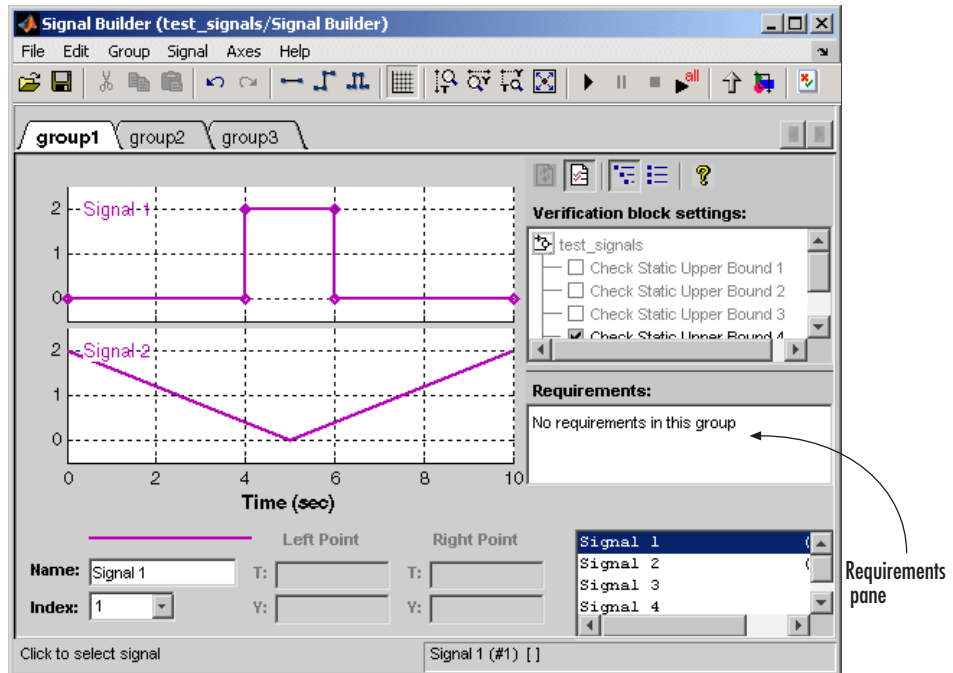 Signal Builder (test_signals/Signal Builder)
File Edit Group Signal Axes Help
all
group1 group2 group3
Verification block settings:
test_signals
Check Static Upper Bound 1
Check Static Upper Bound 2
Check Static Upper Bound 3
Check Static Upper Bound 4
2
Signal 1
1
0
2
Signal 2
1
0
0 2 4 6 8 10
Time (sec)
Requirements:
No requirements in this group
Requirements
pane
Left Point Right Point
Name: Signal 1 T: T:
Index: 1 Y: Y:
Signal 1 (
Signal 2 (
Signal 3
Signal 4
Click to select signal
Signal 1 (#1) [ ]